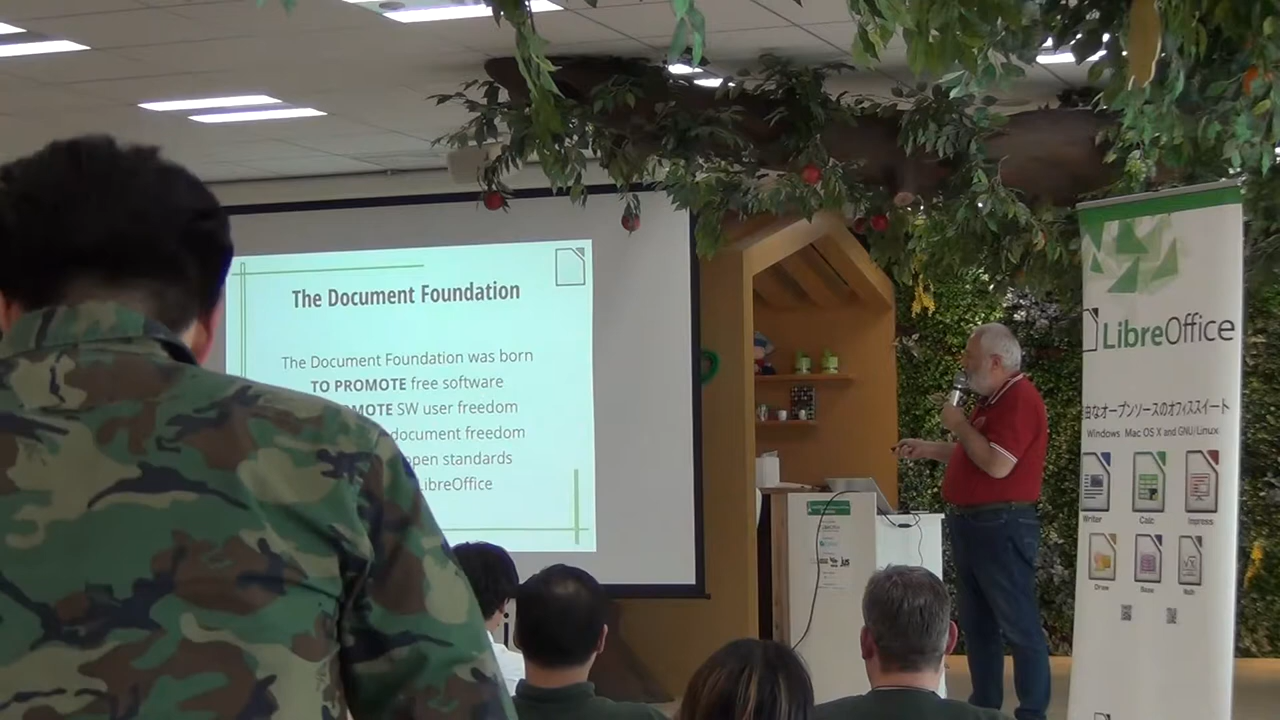 The Document Foundation
The Document Foundation was born
TO PROMOTE free software
MOTE SW user freedom
document freedom
open standards
LibreOffice
LibreOffice
由なオープンソースのオフィススイート
Windows Mac OS X and GNU/Linux
Writer
Calc
Impress
Draw
Base
Math